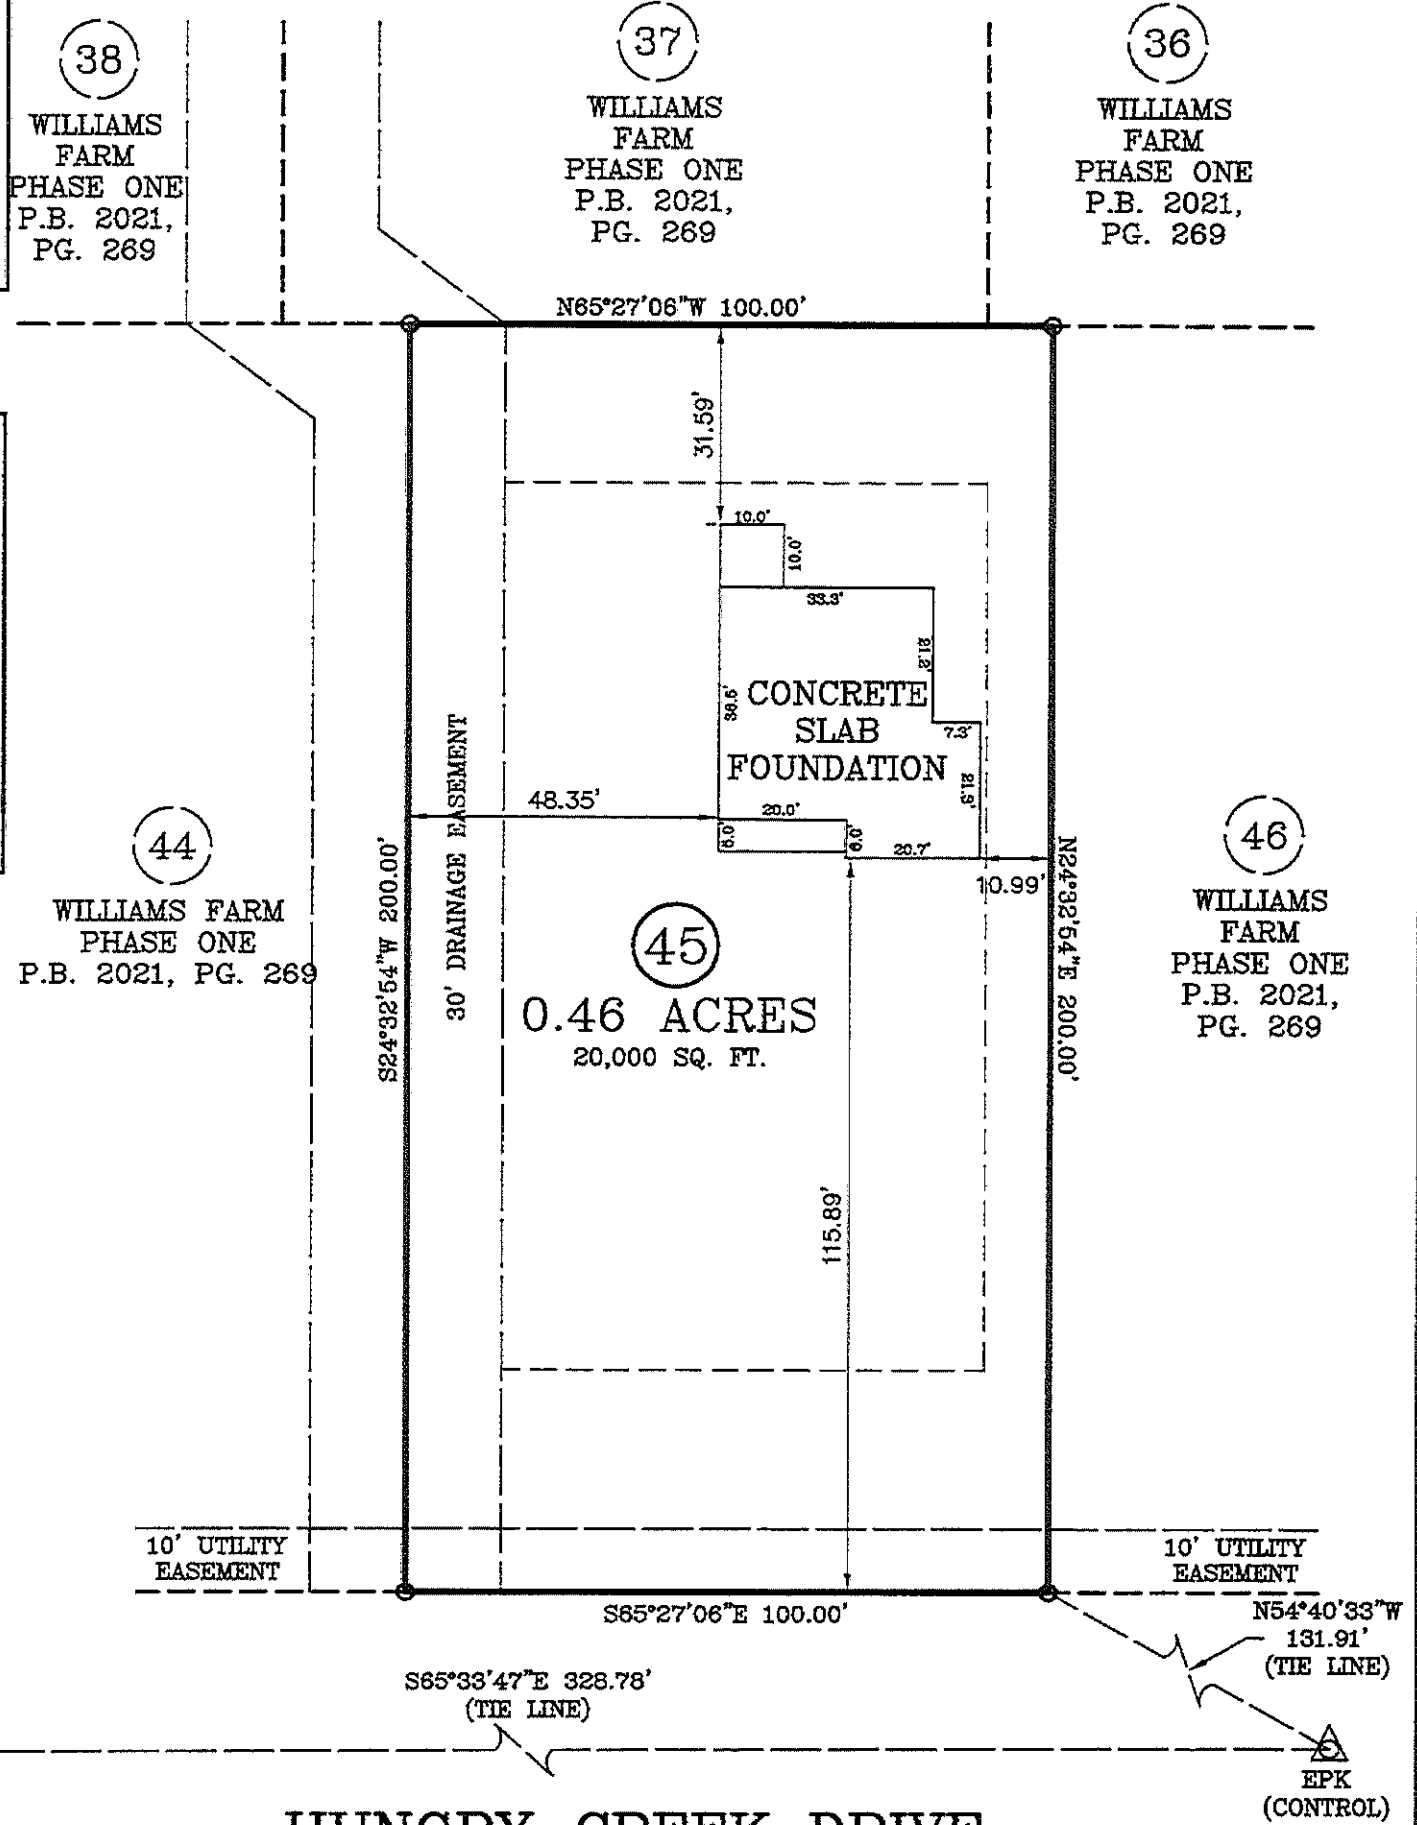 38
WILLIAMS
FARM
PHASE ONE
P.B. 2021,
PG. 269
37
WILLIAMS
FARM
PHASE ONE
P.B. 2021,
PG. 269
36
WILLIAMS
FARM
PHASE ONE
P.B. 2021,
PG. 269
N65°27'06"W 100.00'
31.59'
10.0'
10.0'
33.3'
21.2'
36.6'
CONCRETE
SLAB
FOUNDATION
7.3'
21.3'
48.35'
20.0'
6.0'
6.0'
20.7'
10.99'
30' DRAINAGE EASEMENT
S24°32'54"W 200.00'
N24°32'54"E 200.00'
44
WILLIAMS FARM
PHASE ONE
P.B. 2021, PG. 269
45
0.46 ACRES
20,000 SQ. FT.
46
WILLIAMS
FARM
PHASE ONE
P.B. 2021,
PG. 269
115.89'
10' UTILITY
EASEMENT
10' UTILITY
EASEMENT
S65°27'06"E 100.00'
N54°40'33"W
131.91'
(TIE LINE)
S65°33'47"E 328.78'
(TIE LINE)
EPK
(CONTROL)
HUNGRY CREEK DRIVE